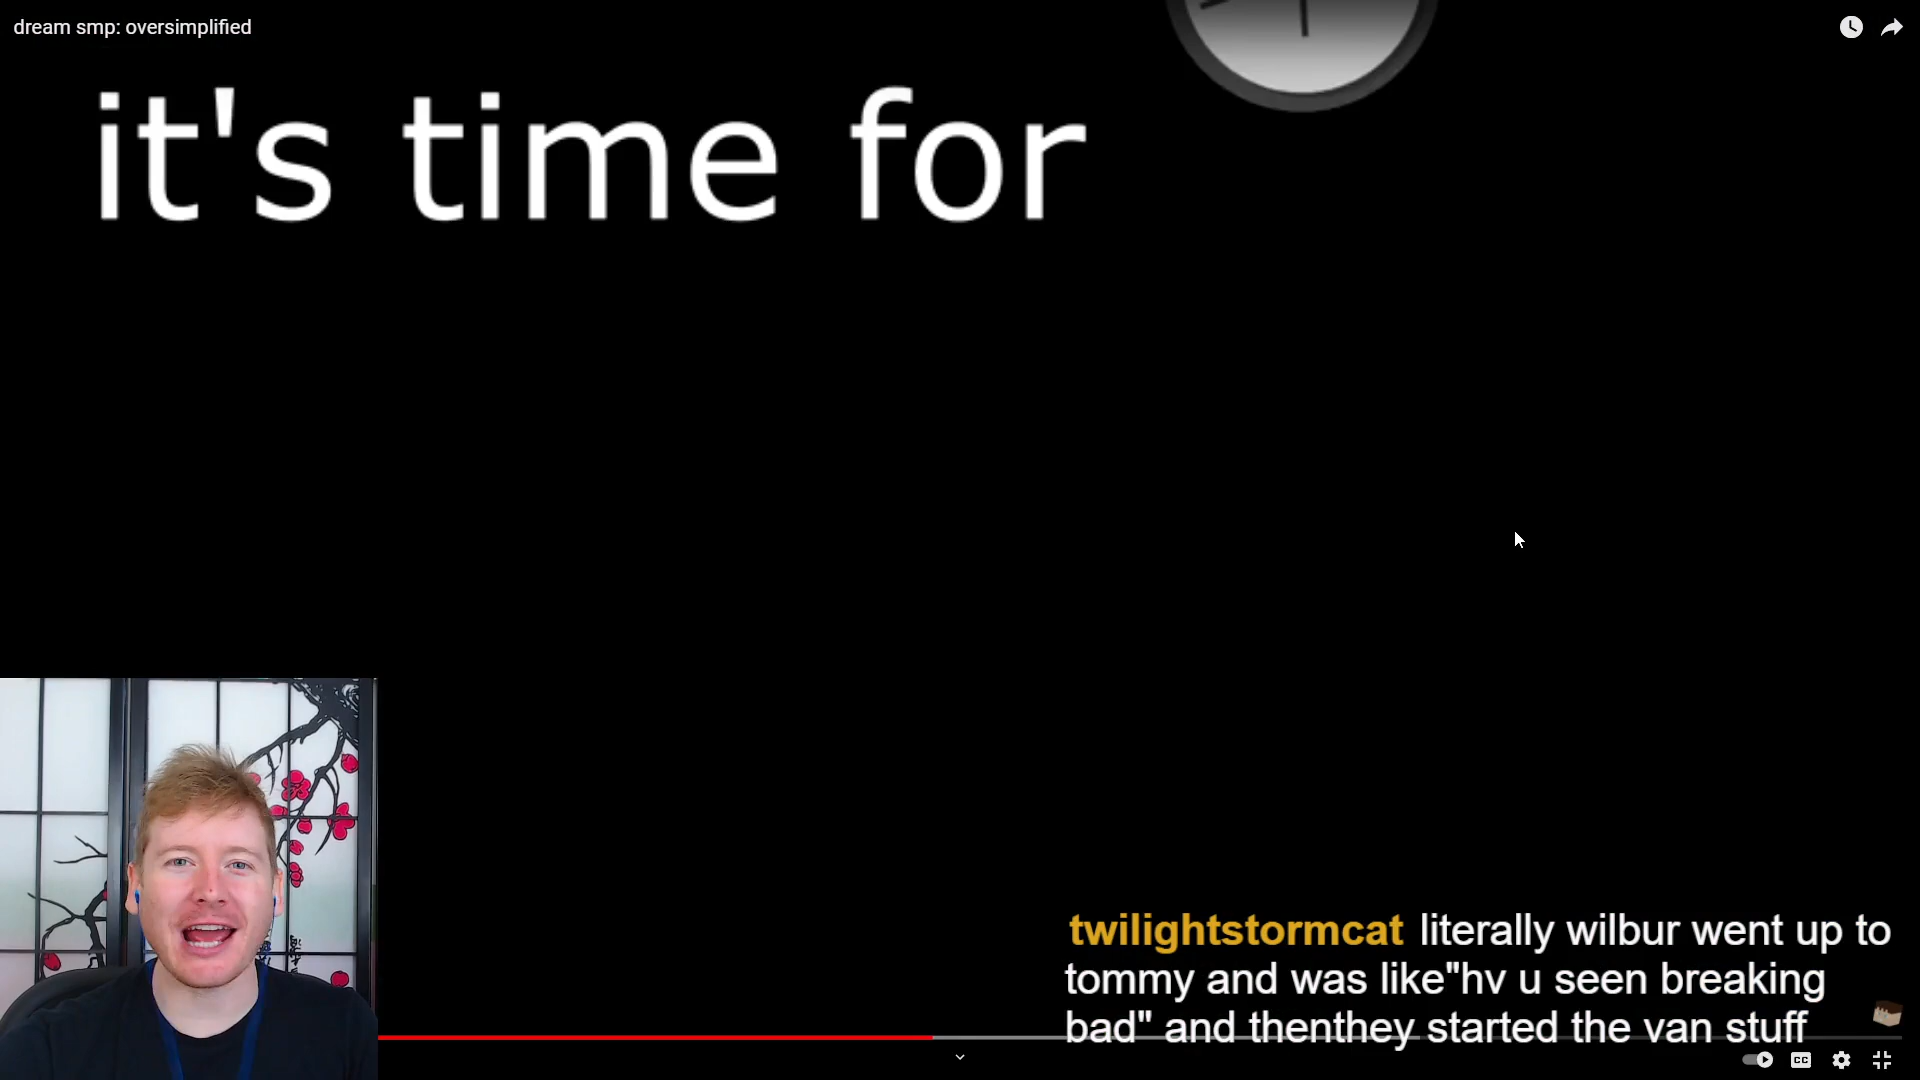 dream smp: oversimplified
it's time for
twilightstormcat literally wilbur went up to
tommy and was like"hv u seen breaking
bad" and thenthey started the van stuff
CC